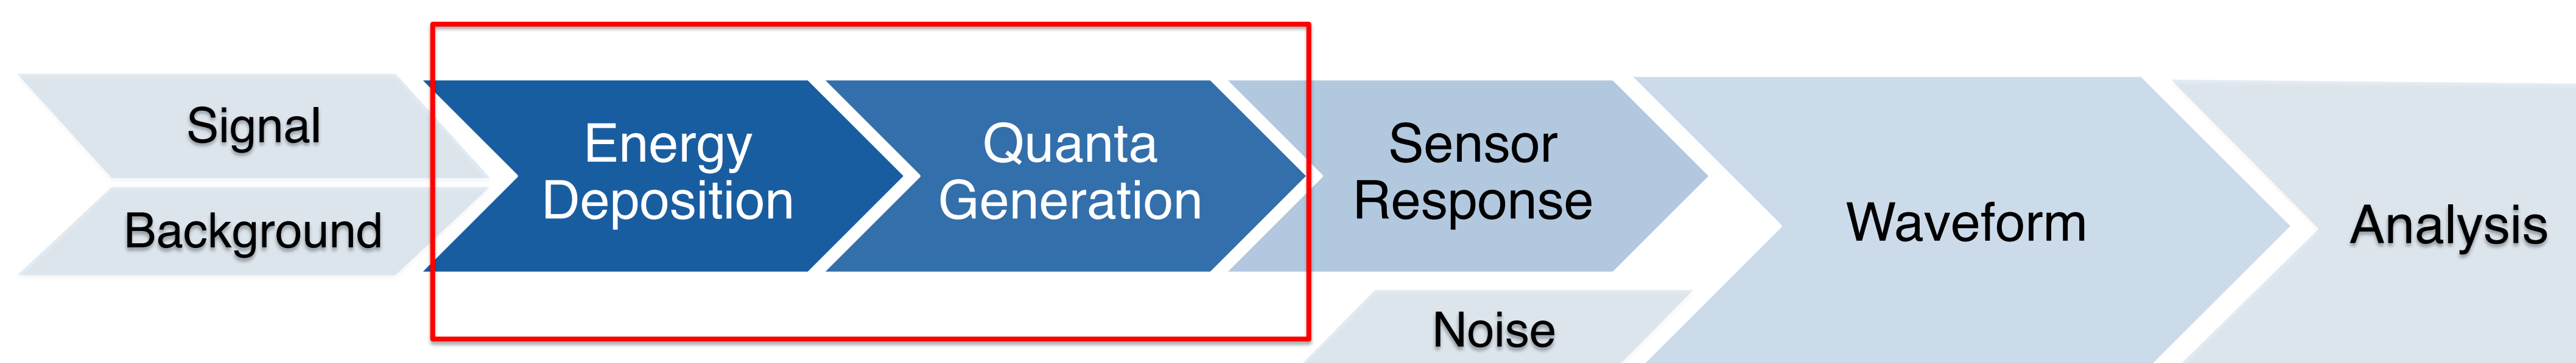 Signal
Background
Energy
Deposition
Quanta
Generation
Sensor
Response
Noise
Waveform
Analysis